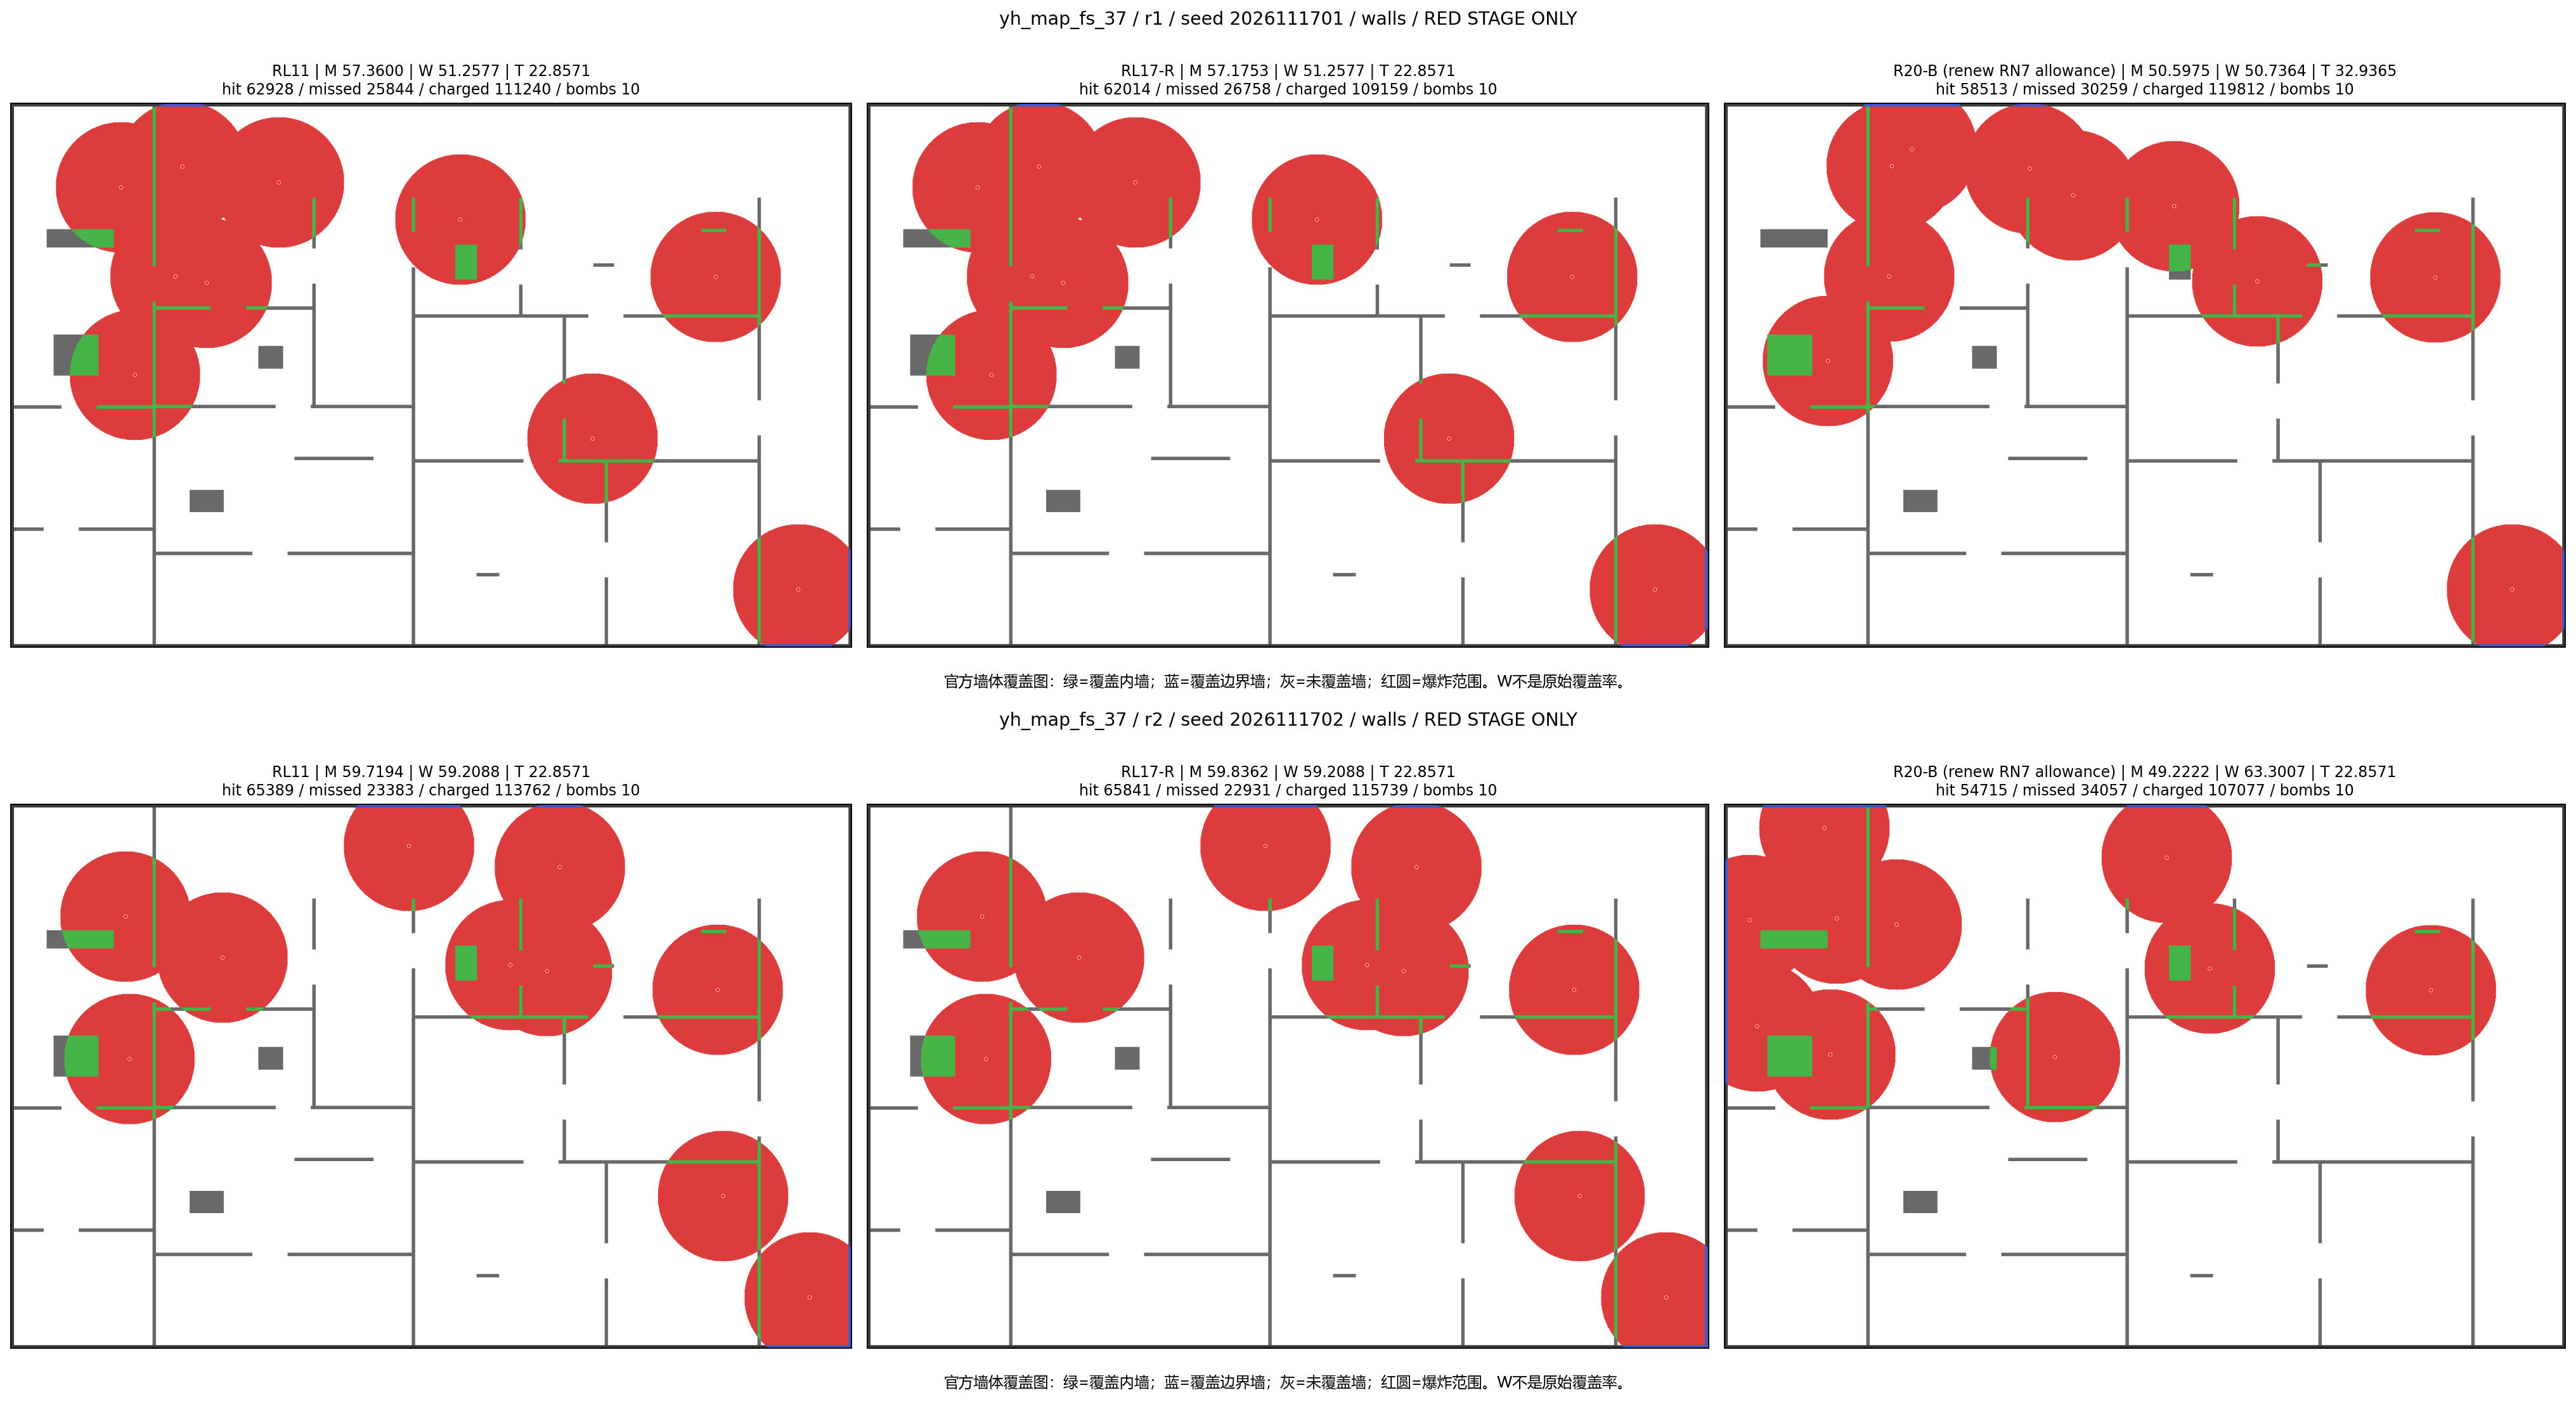 yh_map_fs_37 / r1 / seed 2026111701 / walls / RED STAGE ONLY
RL11 | M 57.3600 | W 51.2577 | T 22.8571
hit 62928 / missed 25844 / charged 111240 / bombs 10
RL17-R | M 57.1753 | W 51.2577 | T 22.8571
hit 62014 / missed 26758 / charged 109159 / bombs 10
R20-B (renew RN7 allowance) | M 50.5975 | W 50.7364 | T 32.9365
hit 58513 / missed 30259 / charged 119812 / bombs 10
官方墙体覆盖图：绿=覆盖内墙；蓝=覆盖边界墙；灰=未覆盖墙；红圆=爆炸范围。W不是原始覆盖率。
yh_map_fs_37 / r2 / seed 2026111702 / walls / RED STAGE ONLY
RL11 | M 59.7194 | W 59.2088 | T 22.8571
hit 65389 / missed 23383 / charged 113762 / bombs 10
RL17-R | M 59.8362 | W 59.2088 | T 22.8571
hit 65841 / missed 22931 / charged 115739 / bombs 10
R20-B (renew RN7 allowance) | M 49.2222 | W 63.3007 | T 22.8571
hit 54715 / missed 34057 / charged 107077 / bombs 10
官方墙体覆盖图：绿=覆盖内墙；蓝=覆盖边界墙；灰=未覆盖墙；红圆=爆炸范围。W不是原始覆盖率。